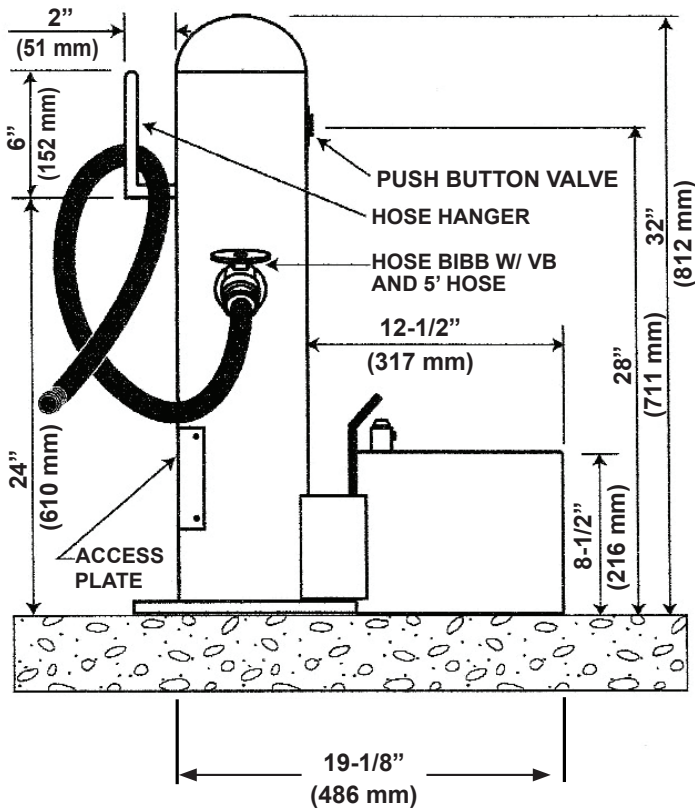 2”
(51 mm)
6”
(152 mm)
PUSH BUTTON VALVE
HOSE HANGER
HOSE BIBB W/ VB
AND 5’ HOSE
32”
(812 mm)
12-1/2”
(317 mm)
28”
(711 mm)
24”
(610 mm)
8-1/2”
(216 mm)
ACCESS
PLATE
19-1/8”
(486 mm)